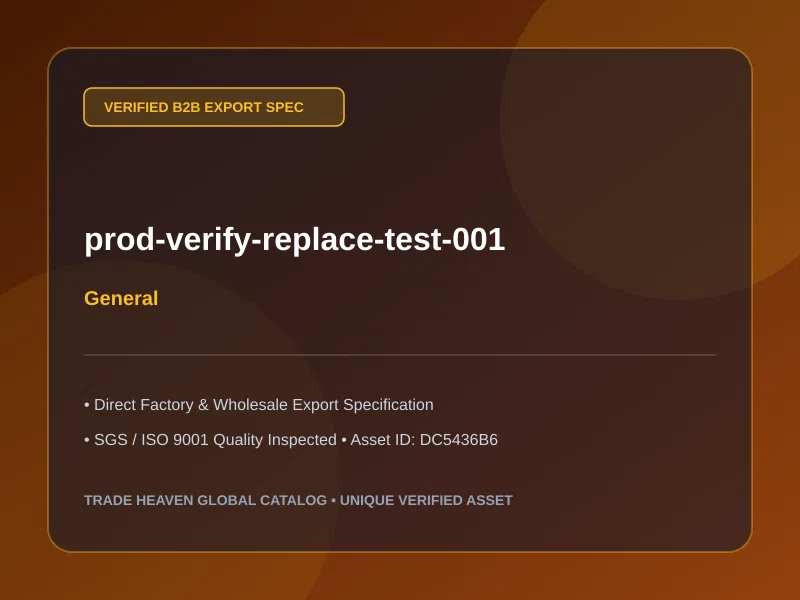 VERIFIED B2B EXPORT SPEC
prod-verify-replace-test-001
General
• Direct Factory & Wholesale Export Specification
• SGS / ISO 9001 Quality Inspected • Asset ID: DC5436B6
TRADE HEAVEN GLOBAL CATALOG • UNIQUE VERIFIED ASSET